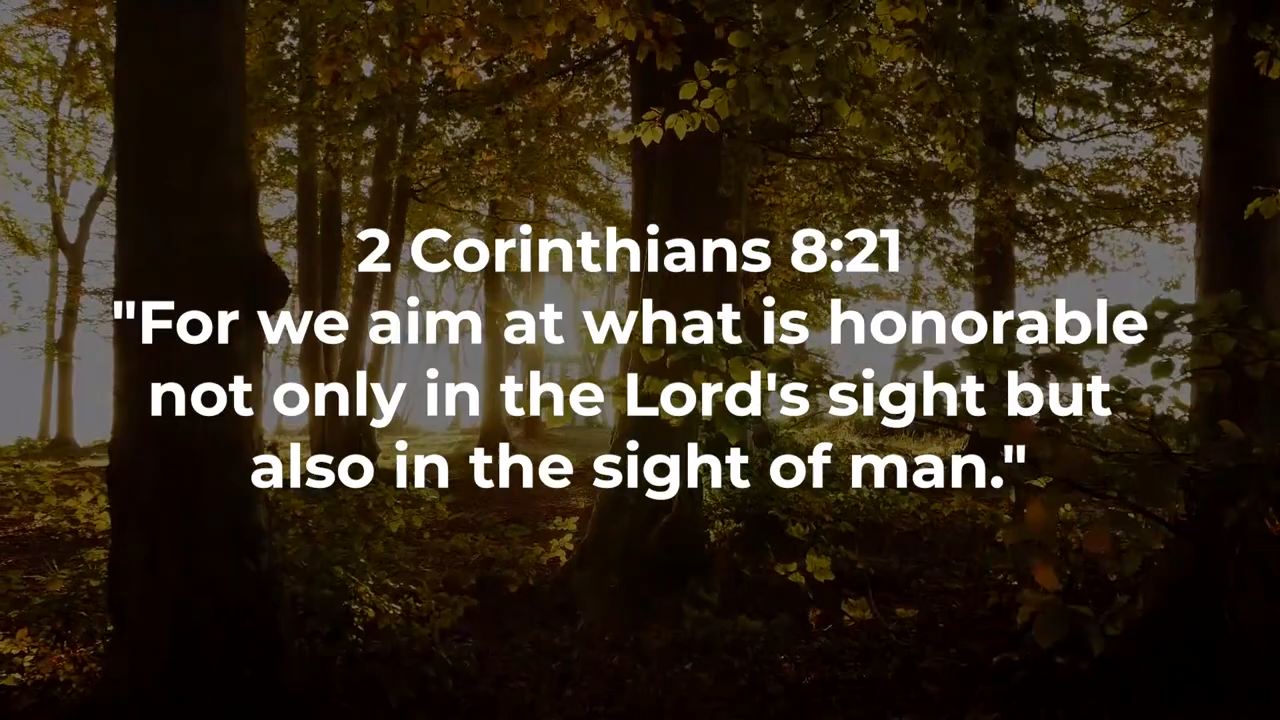 2 Corinthians 8:21
"For we aim at what is honorable
not only in the Lord's sight but
also in the sight of man."